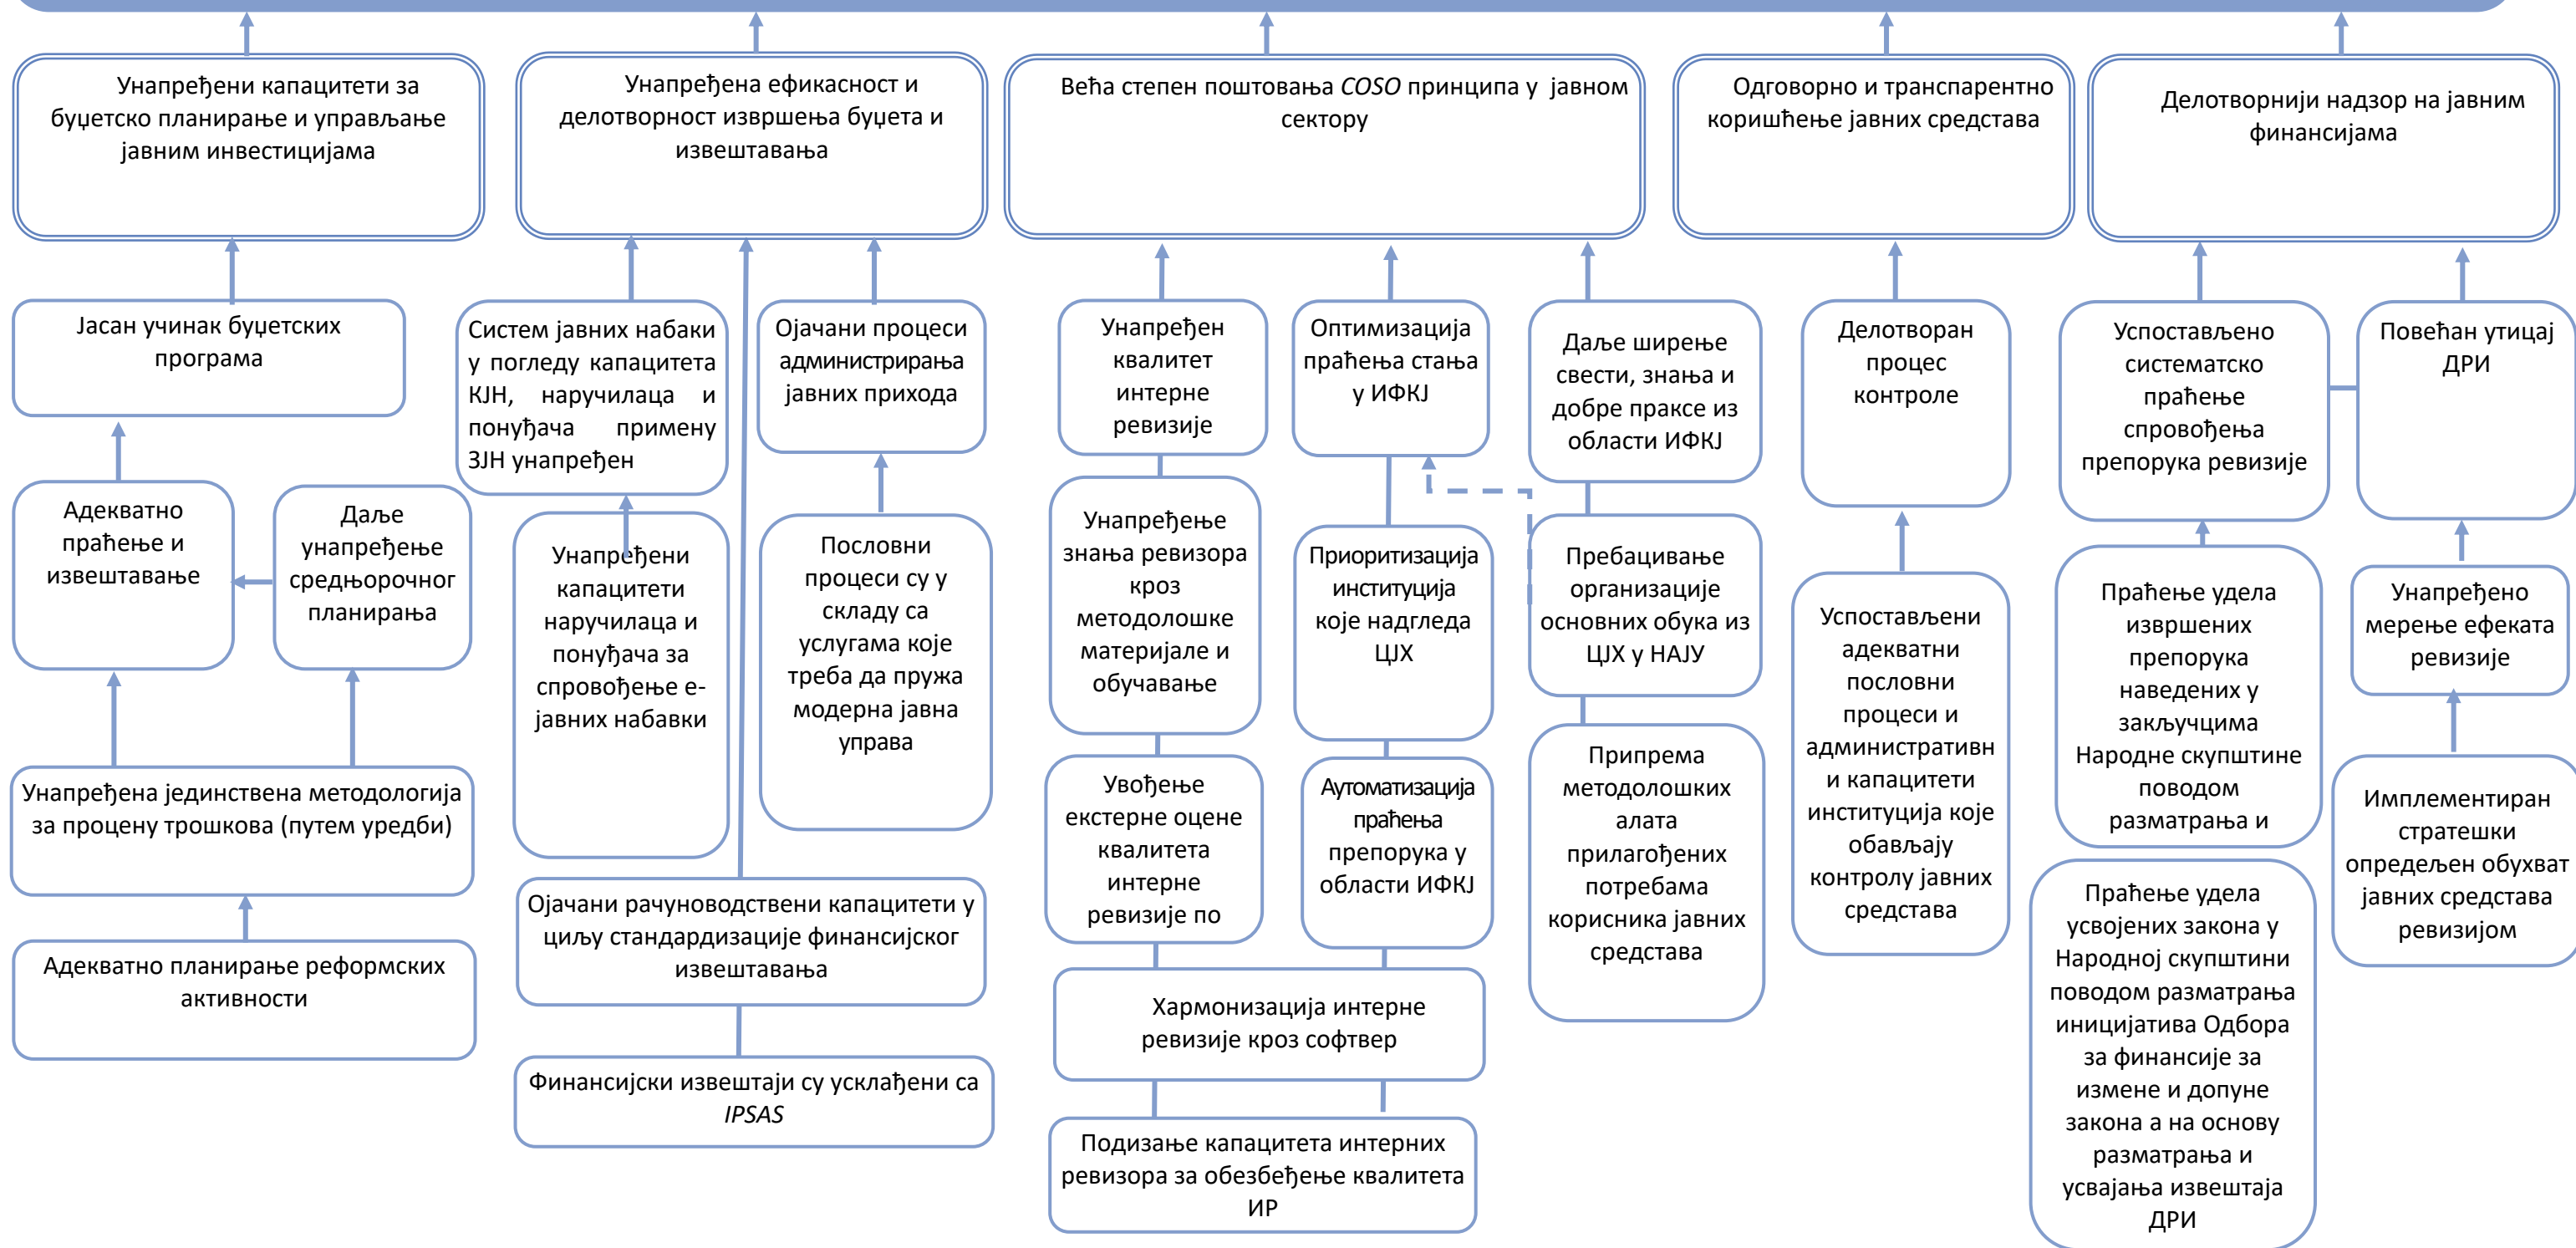 Унапређени капацитети за
буџетско планирање и управљање
јавним инвестицијама
Унапређена ефикасност и
делотворност извршења буџета и
извештавања
Већа степен поштовања COSO принципа у јавном
сектору
Одговорно и транспарентно
коришћење јавних средстава
Делотворнији надзор на јавним
финансијама
Јасан учинак буџетских
програма
Систем јавних набаки
у погледу капацитета
КЈН, наручилаца и
понуђача примену
ЗЈН унапређен
Ојачани процеси
администрирања
јавних прихода
Унапређен
квалитет
интерне
ревизије
Оптимизација
праћења стања
у ИФКЈ
Даље ширење
свести, знања и
добре праксе из
области ИФКЈ
Делотворан
процес
контроле
Успостављено
систематско
праћење
спровођења
препорука ревизије
Повећан утицај
ДРИ
Адекватно
праћење и
извештавање
Даље
унапређење
средњорочног
планирања
Унапређени
капацитети
наручилаца и
понуђача за
спровођење е-
јавних набавки
Пословни
процеси су у
складу са
услугама које
треба да пружа
модерна јавна
управа
Унапређење
знања ревизора
кроз
методолошке
материјале и
обучавање
Приоритизација
институција
које надгледа
ЦЈХ
Пребацивање
организације
основних обука из
ЦЈХ у НАЈУ
Успостављени
адекватни
пословни
процеси и
административн
и капацитети
институција које
обављају
контролу јавних
средстава
Праћење удела
извршених
препорука
наведених у
закључцима
Народне скупштине
поводом
разматрања и
Унапређено
мерење ефеката
ревизије
Унапређена јединствена методологија
за процену трошкова (путем уредби)
Увођење
екстерне оцене
квалитета
интерне
ревизије по
Аутоматизација
праћења
препорука у
области ИФКЈ
Припрема
методолошких
алата
прилагођених
потребама
корисника јавних
средстава
Имплементиран
стратешки
опредељен обухват
јавних средстава
ревизијом
Ојачани рачуноводствени капацитети у
циљу стандардизације финансијског
извештавања
Праћење удела
усвојених закона у
Народној скупштини
поводом разматрања
иницијатива Одбора
за финансије за
измене и допуне
закона а на основу
разматрања и
усвајања извештаја
ДРИ
Адекватно планирање реформских
активности
Хармонизација интерне
ревизије кроз софтвер
Финансијски извештаји су усклађени са
IPSAS
Подизање капацитета интерних
ревизора за обезбеђење квалитета
ИР